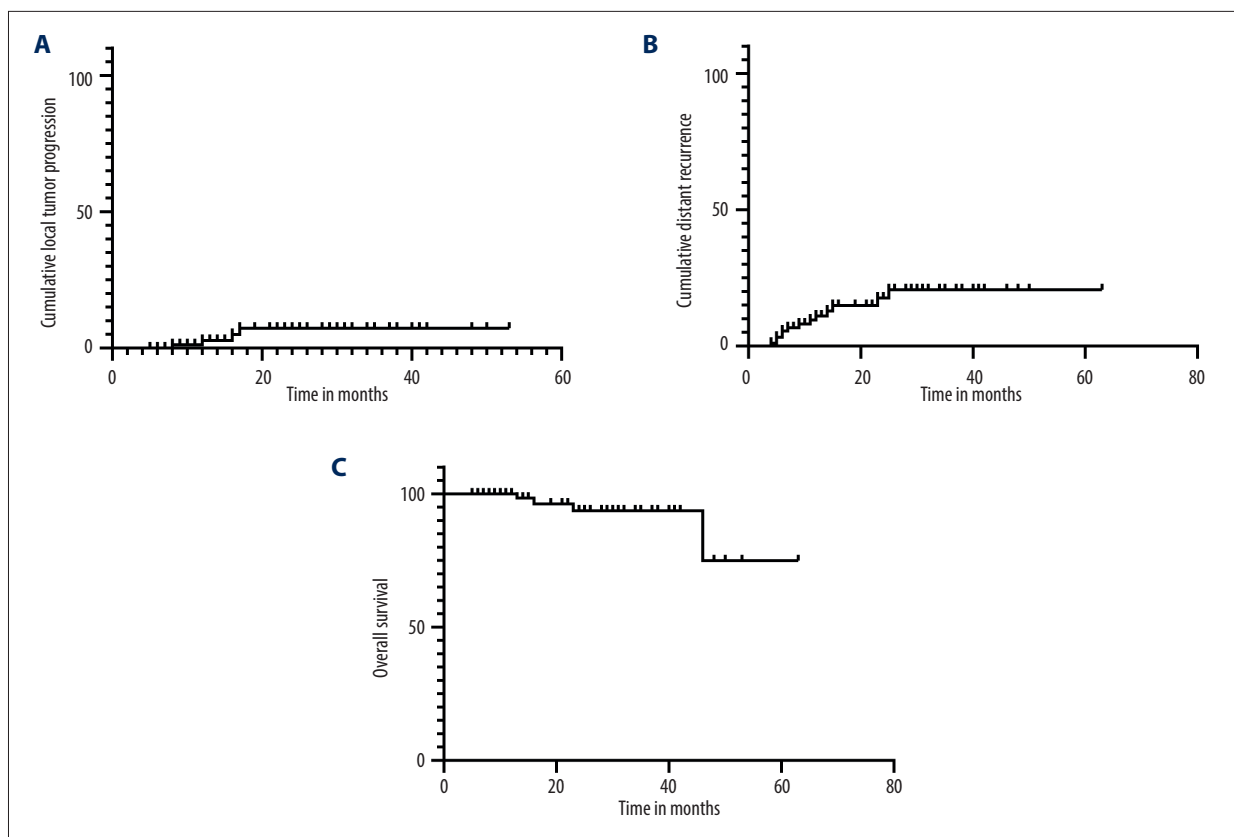 A
100
50
0
Cumulative local tumor progression
0 20 40 60
Time in months
B
100
50
0
Cumulative distant recurrence
0 20 40 60 80
Time in months
C
100
50
0
Overall survival
0 20 40 60 80
Time in months